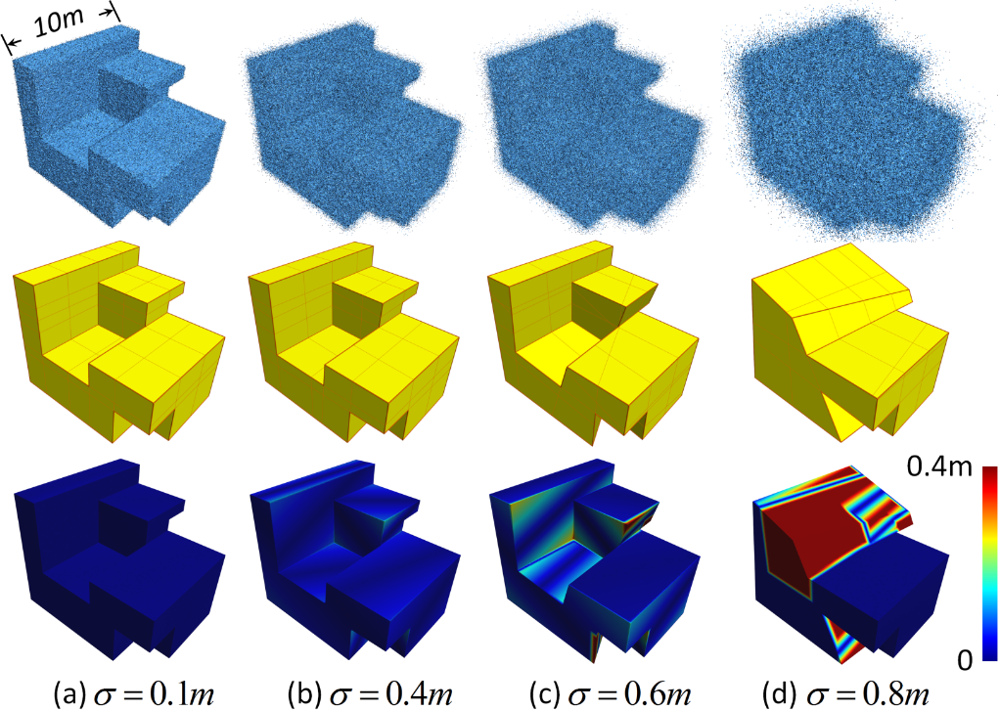 10m
0.4m
0
(a) σ = 0.1m (b) σ = 0.4m (c) σ = 0.6m (d) σ = 0.8m